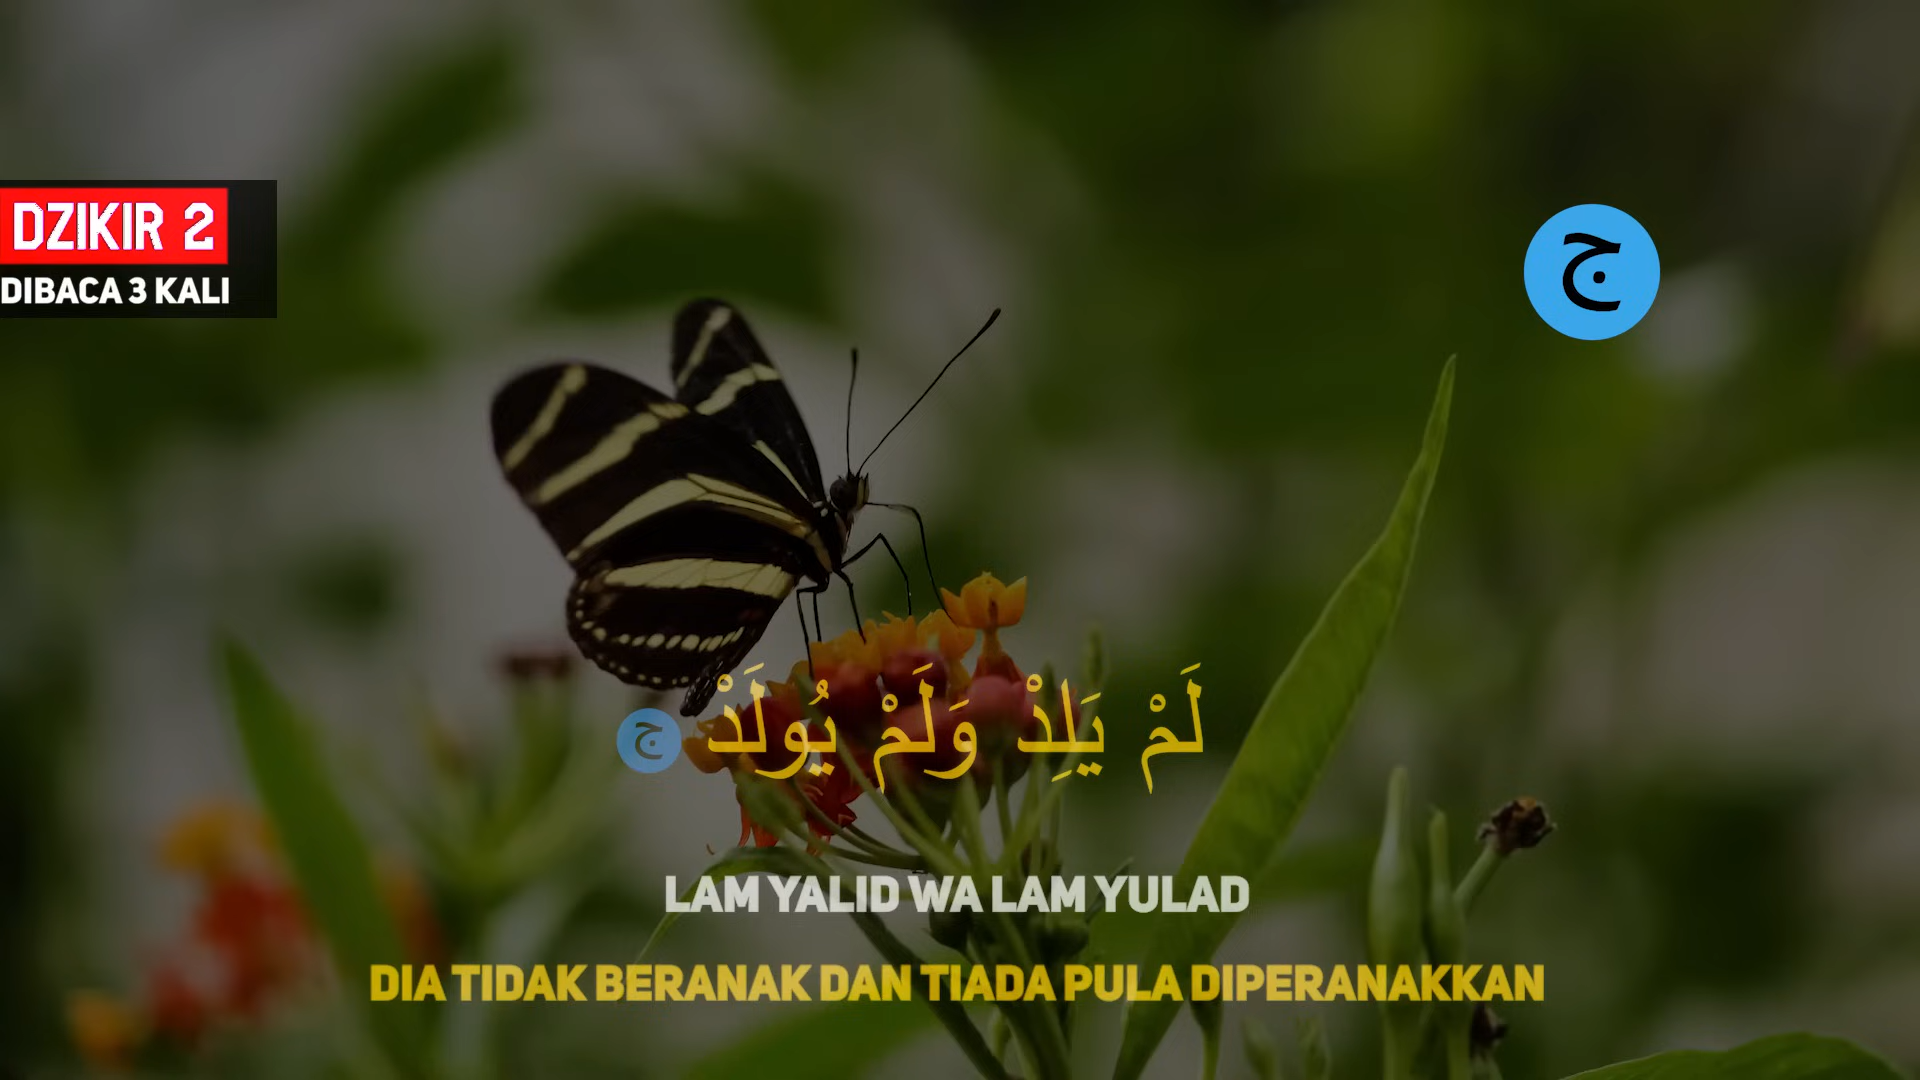 DZIKIR 2
DIBACA 3 KALI
ج
لَمْ يَلِدْ وَلَمْ يُولَدْ ج
LAM YALID WA LAM YULAD
DIA TIDAK BERANAK DAN TIADA PULA DIPERANAKKAN